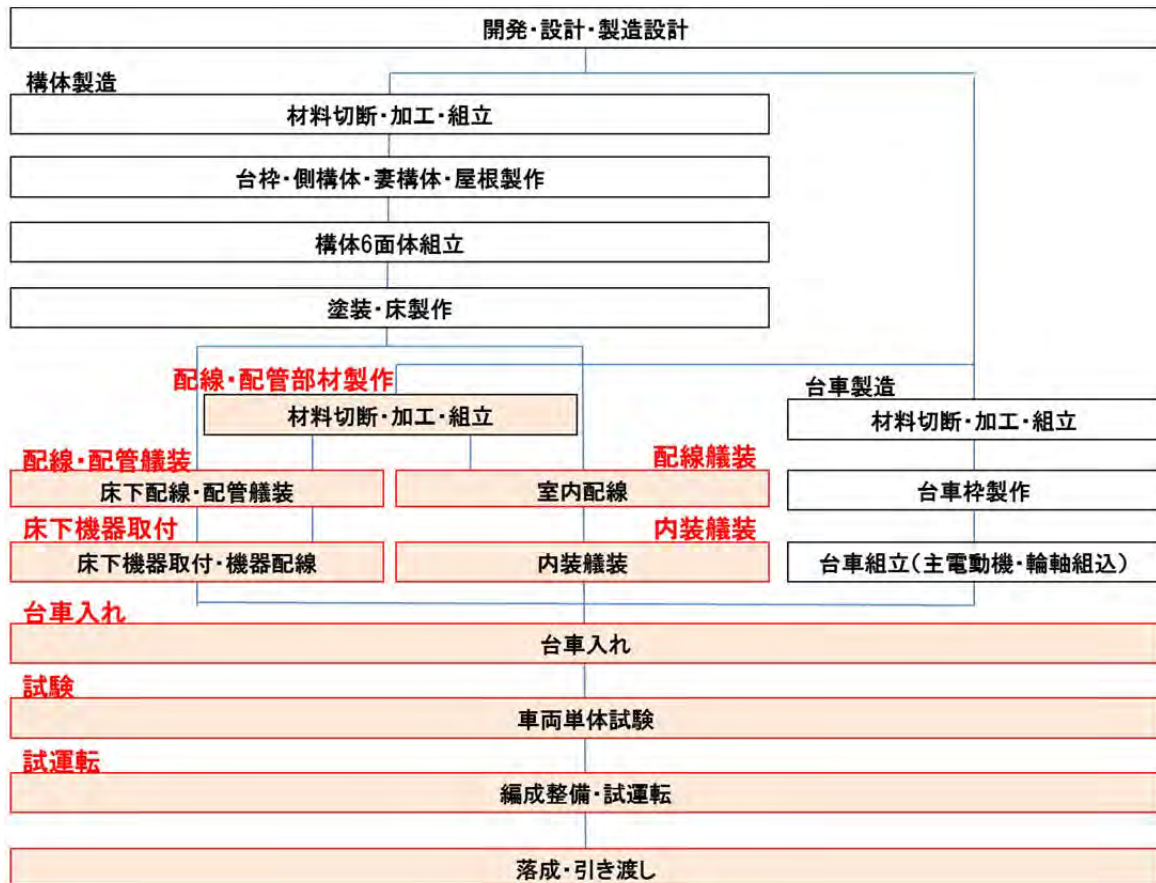 開発・設計・製造設計
構体製造
材料切断・加工・組立
台枠・側構体・妻構体・屋根製作
構体6面体組立
塗装・床製作
配線・配管部材製作
台車製造
材料切断・加工・組立
材料切断・加工・組立
配線・配管艤装
配線艤装
床下配線・配管艤装
室内配線
台車枠製作
床下機器取付
内装艤装
床下機器取付・機器配線
内装艤装
台車組立(主電動機・輪軸組込)
台車入れ
台車入れ
試験
車両単体試験
試運転
編成整備・試運転
落成・引き渡し